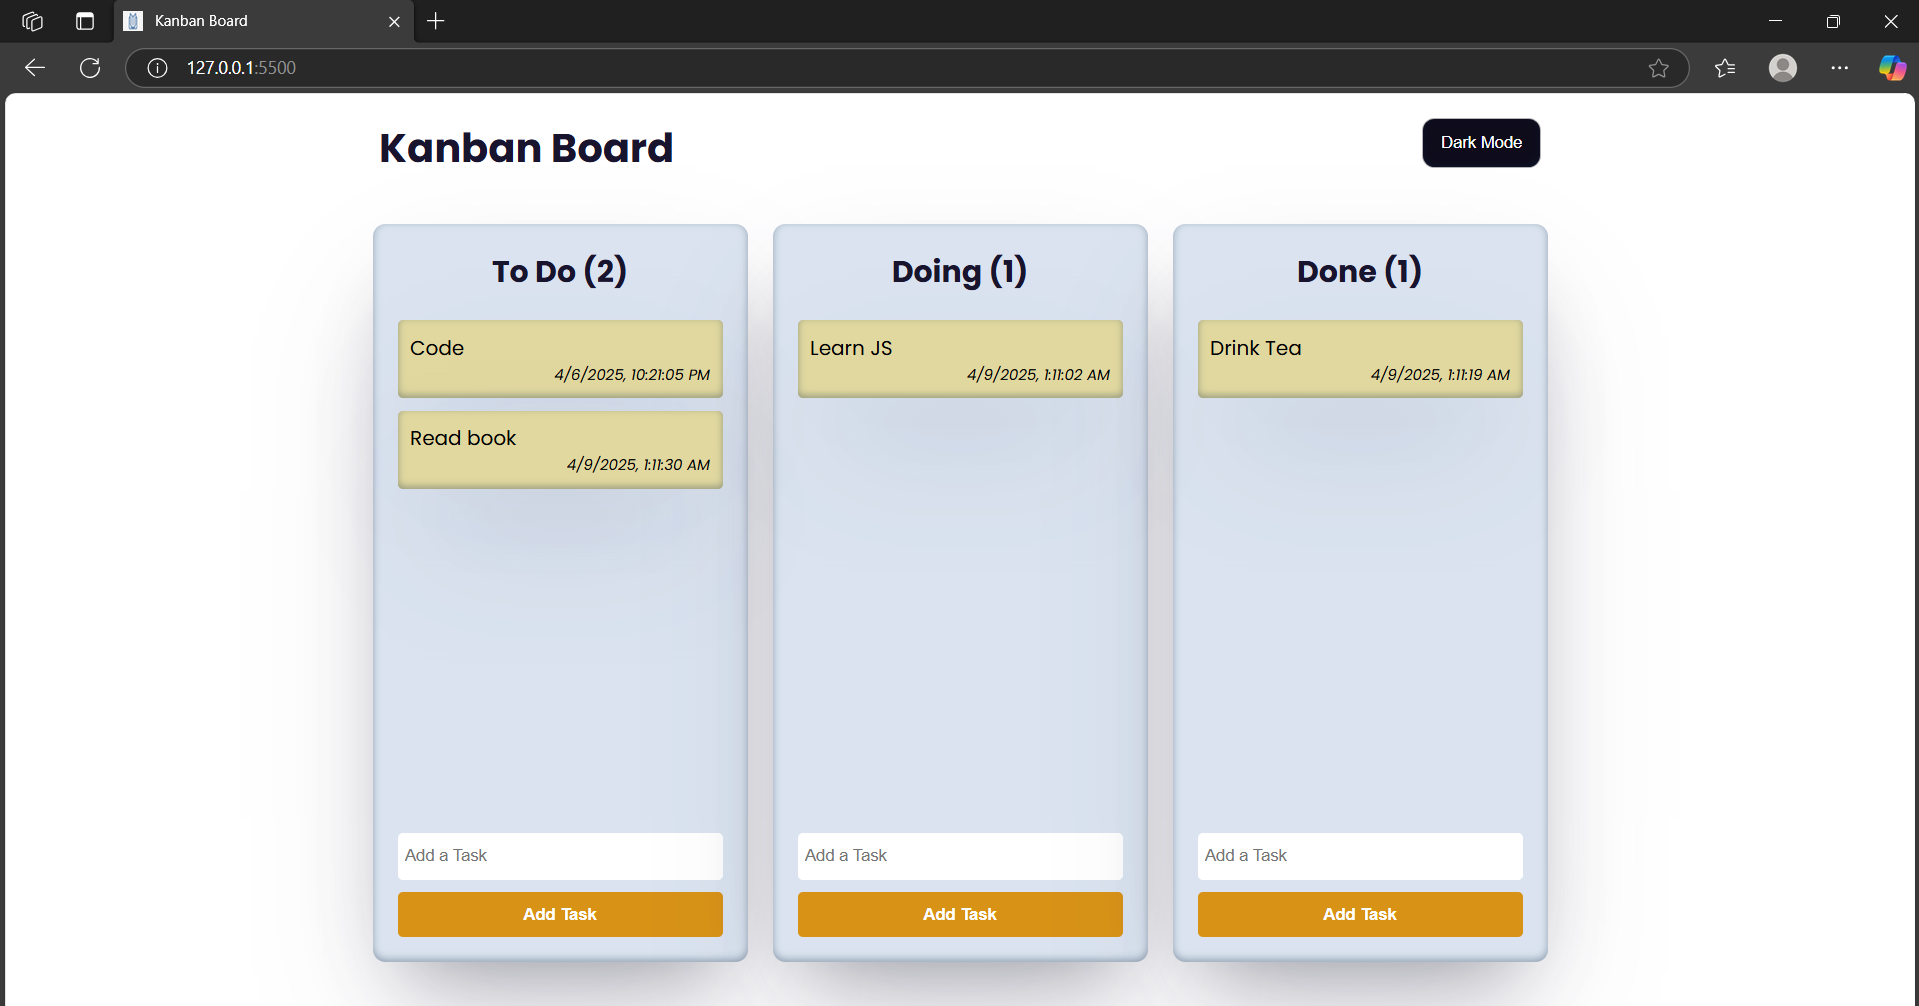 Kanban Board
127.0.0.1:5500
Kanban Board
Dark Mode
To Do (2)
Code
4/6/2025, 10:21:05 PM
Read book
4/9/2025, 1:11:30 AM
Add a Task
Add Task
Doing (1)
Learn JS
4/9/2025, 1:11:02 AM
Add a Task
Add Task
Done (1)
Drink Tea
4/9/2025, 1:11:19 AM
Add a Task
Add Task